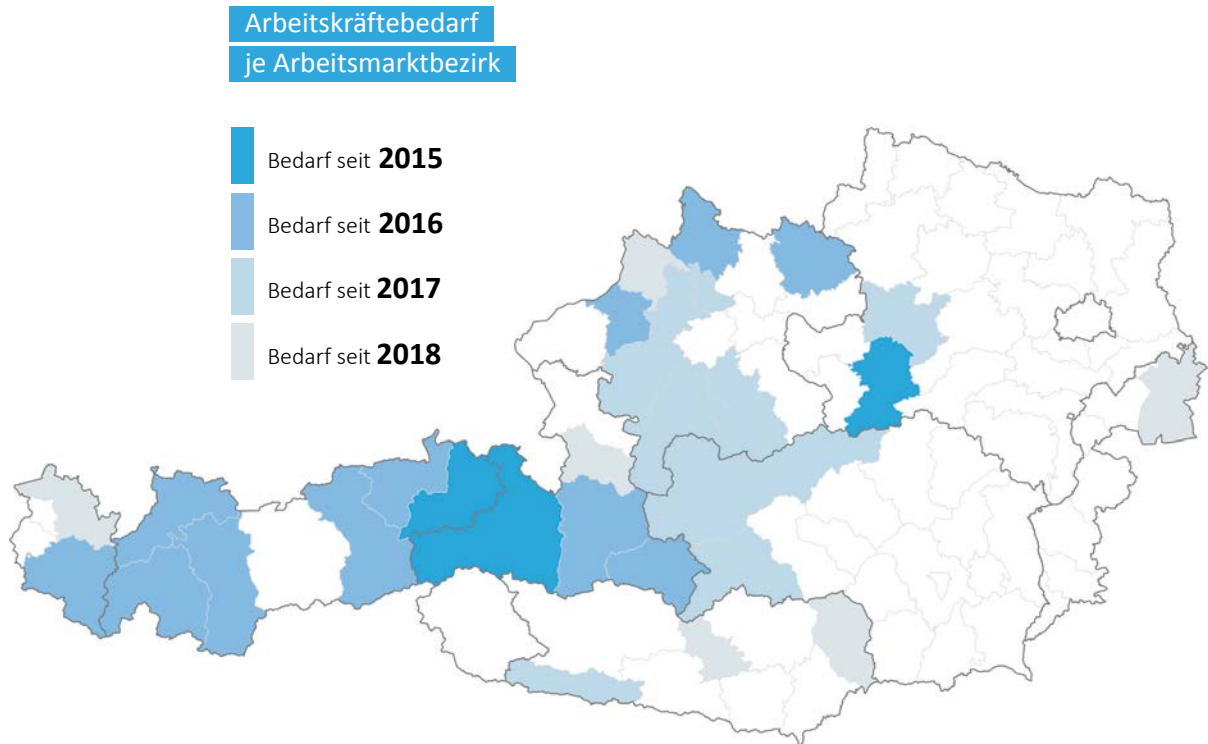 Arbeitskräftebedarf
je Arbeitsmarktbezirk
Bedarf seit 2015
Bedarf seit 2016
Bedarf seit 2017
Bedarf seit 2018